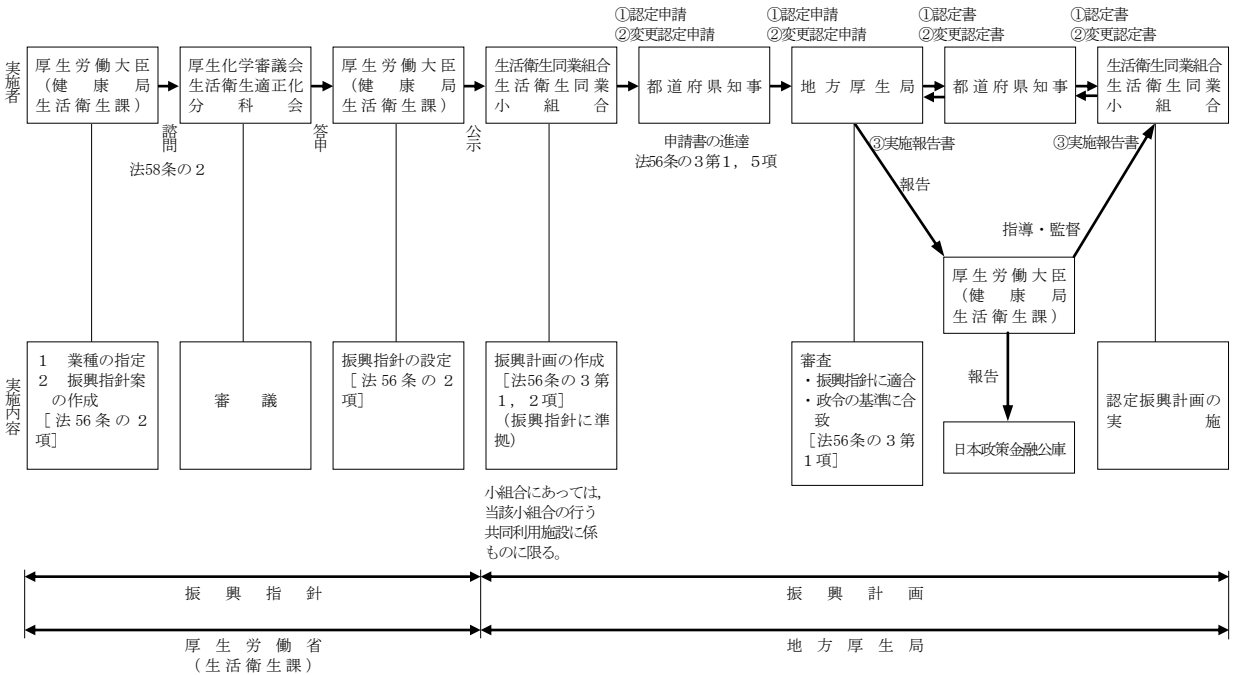 ①認定申請
②変更認定申請
①認定申請
②変更認定申請
①認定書
②変更認定書
①認定書
②変更認定書
実施者
厚生労働大臣
(健康局
生活衛生課)
厚生化学審議会
生活衛生適正化
分科会
厚生労働大臣
(健康局
生活衛生課)
生活衛生同業組合
生活衛生同業
小組合
都道府県知事
地方厚生局
都道府県知事
生活衛生同業組合
生活衛生同業
小組合
諮問
法58条の2
答申
公示
申請書の進達
法56条の3第1,5項
③実施報告書
③実施報告書
報告
指導・監督
厚生労働大臣
(健康局
生活衛生課)
報告
日本政策金融公庫
実施内容
1 業種の指定
2 振興指針案
の作成
[法56条の2
項]
審議
振興指針の設定
[法56条の2
項]
振興計画の作成
[法56条の3第
1,2項]
(振興指針に準
拠)
審査
・振興指針に適合
・政令の基準に合
致
[法56条の3第
1項]
認定振興計画の
実施
小組合にあっては,
当該小組合の行う
共同利用施設に係
ものに限る。
振興指針
振興計画
厚生労働省
(生活衛生課)
地方厚生局